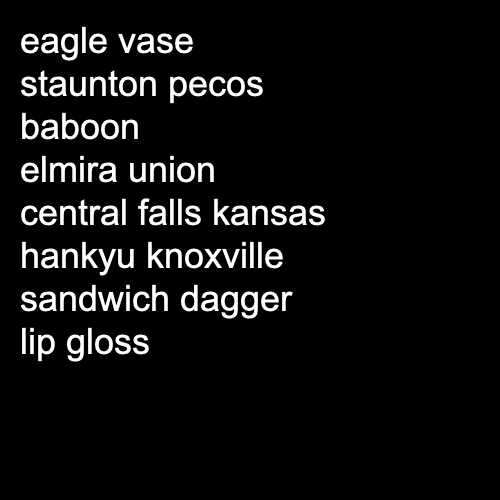 eagle vase
staunton pecos
baboon
elmira union
central falls kansas
hankyu knoxville
sandwich dagger
lip gloss